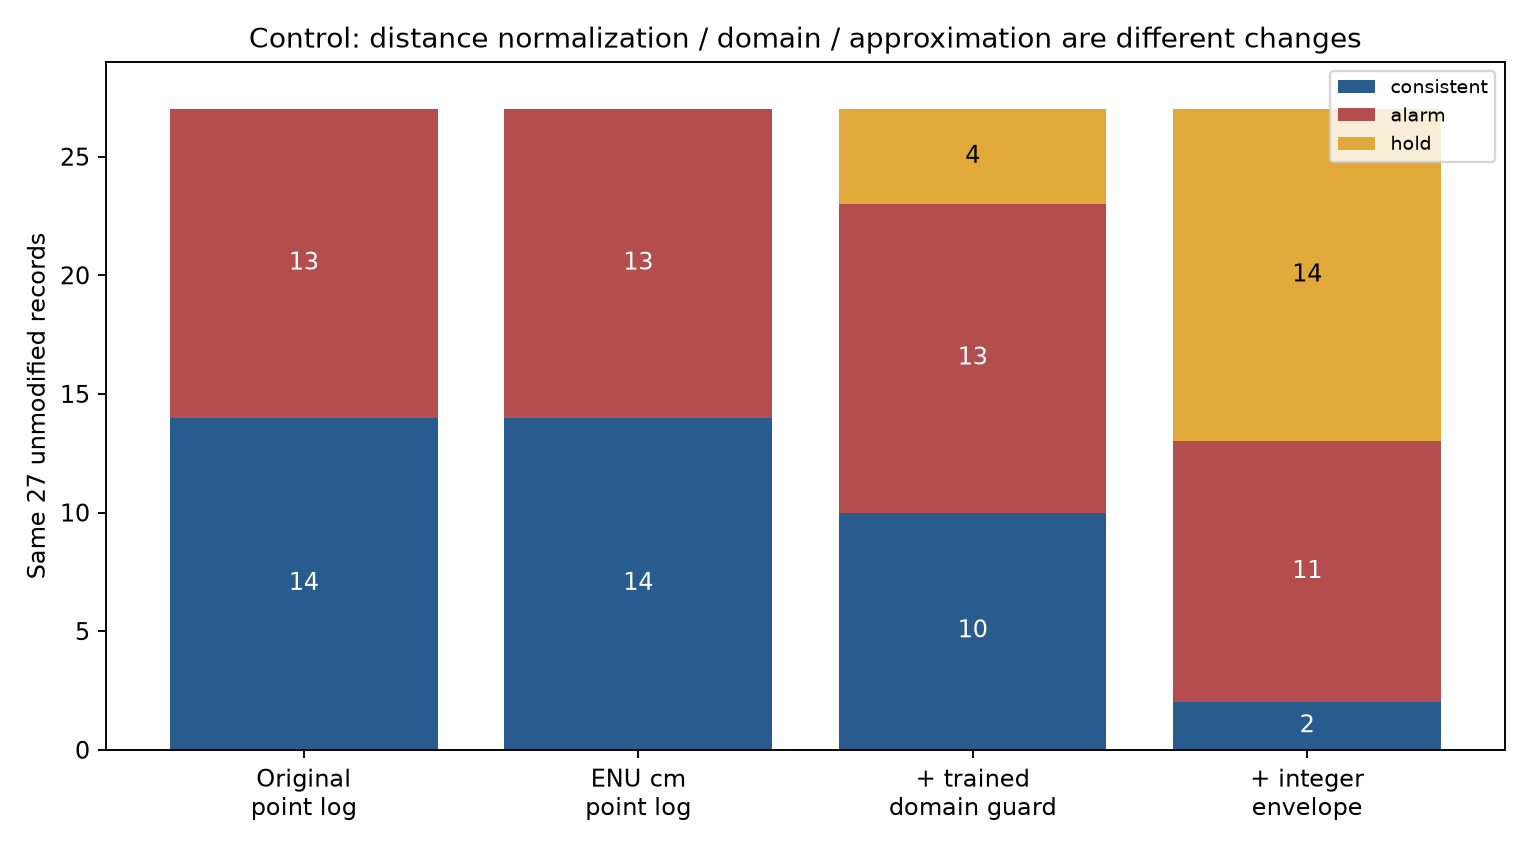 Control: distance normalization / domain / approximation are different changes
consistent
alarm
hold
Same 27 unmodified records
25
20
15
10
5
0
13
14
13
14
4
13
10
14
11
2
Original
point log
ENU cm
point log
+ trained
domain guard
+ integer
envelope